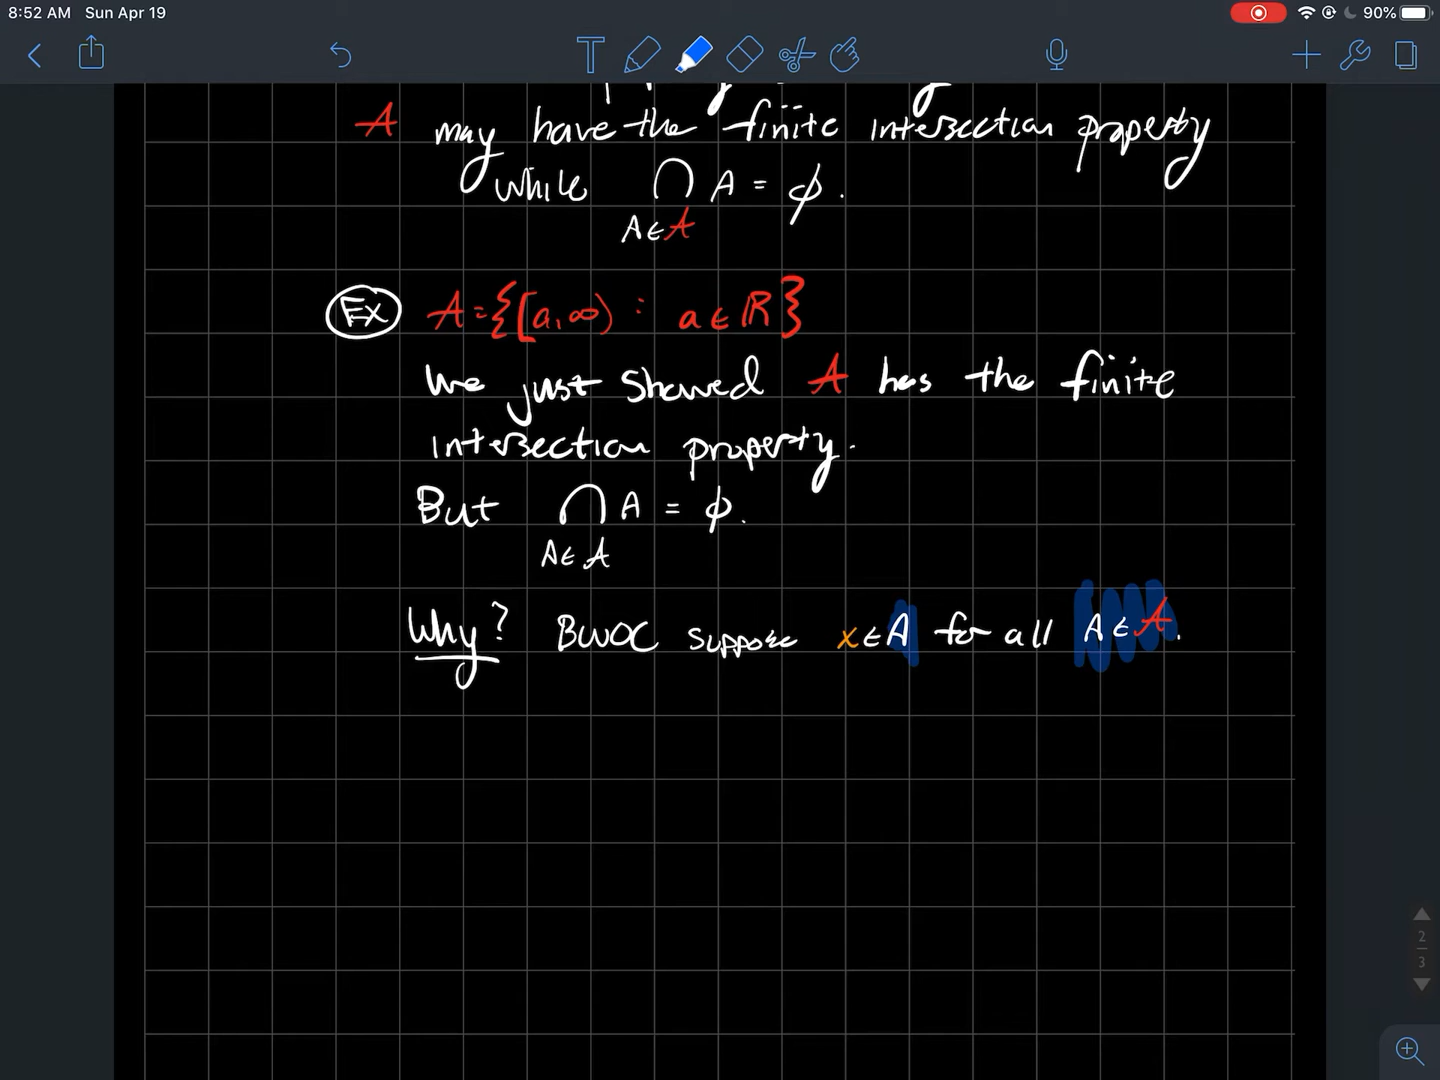 8:52 AM Sun Apr 19
90%
T
A may have the finite intersection property
while ⋂ A = ϕ.
A∈A
Ex A={[a,∞) : a∈ℝ}
We just showed A has the finite
intersection property.
But ⋂ A = ϕ.
A∈A
Why? BWOC suppose x∈A for all A∈A.
2
3